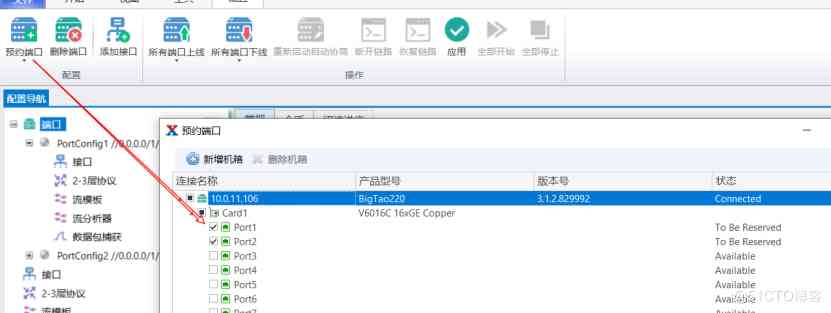 预约端口 删除端口 添加接口 所有端口上线 所有端口下线 重新启动自动协商 断开链路 恢复链路 应用 全部开始 全部停止
配置 操作
配置导航
端口
PortConfig1 //0.0.0.0/1/
接口
2-3层协议
流模板
流分析器
数据包捕获
PortConfig2 //0.0.0.0/1/
接口
2-3层协议
流模板
预约端口
新增机箱 删除机箱
连接名称 产品型号 版本号 状态
10.0.11.106 BigTao220 3.1.2.829992 Connected
Card1 V6016C 16xGE Copper
Port1 To Be Reserved
Port2 To Be Reserved
Port3 Available
Port4 Available
Port5 Available
Port6 Available
@51CTO博客